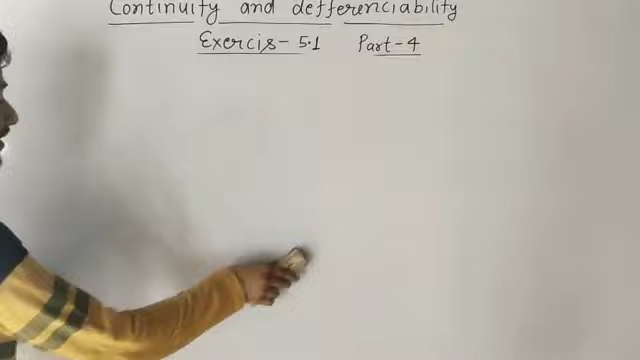 Continuity and defferenciability
Exercis - 5.1 Part - 4